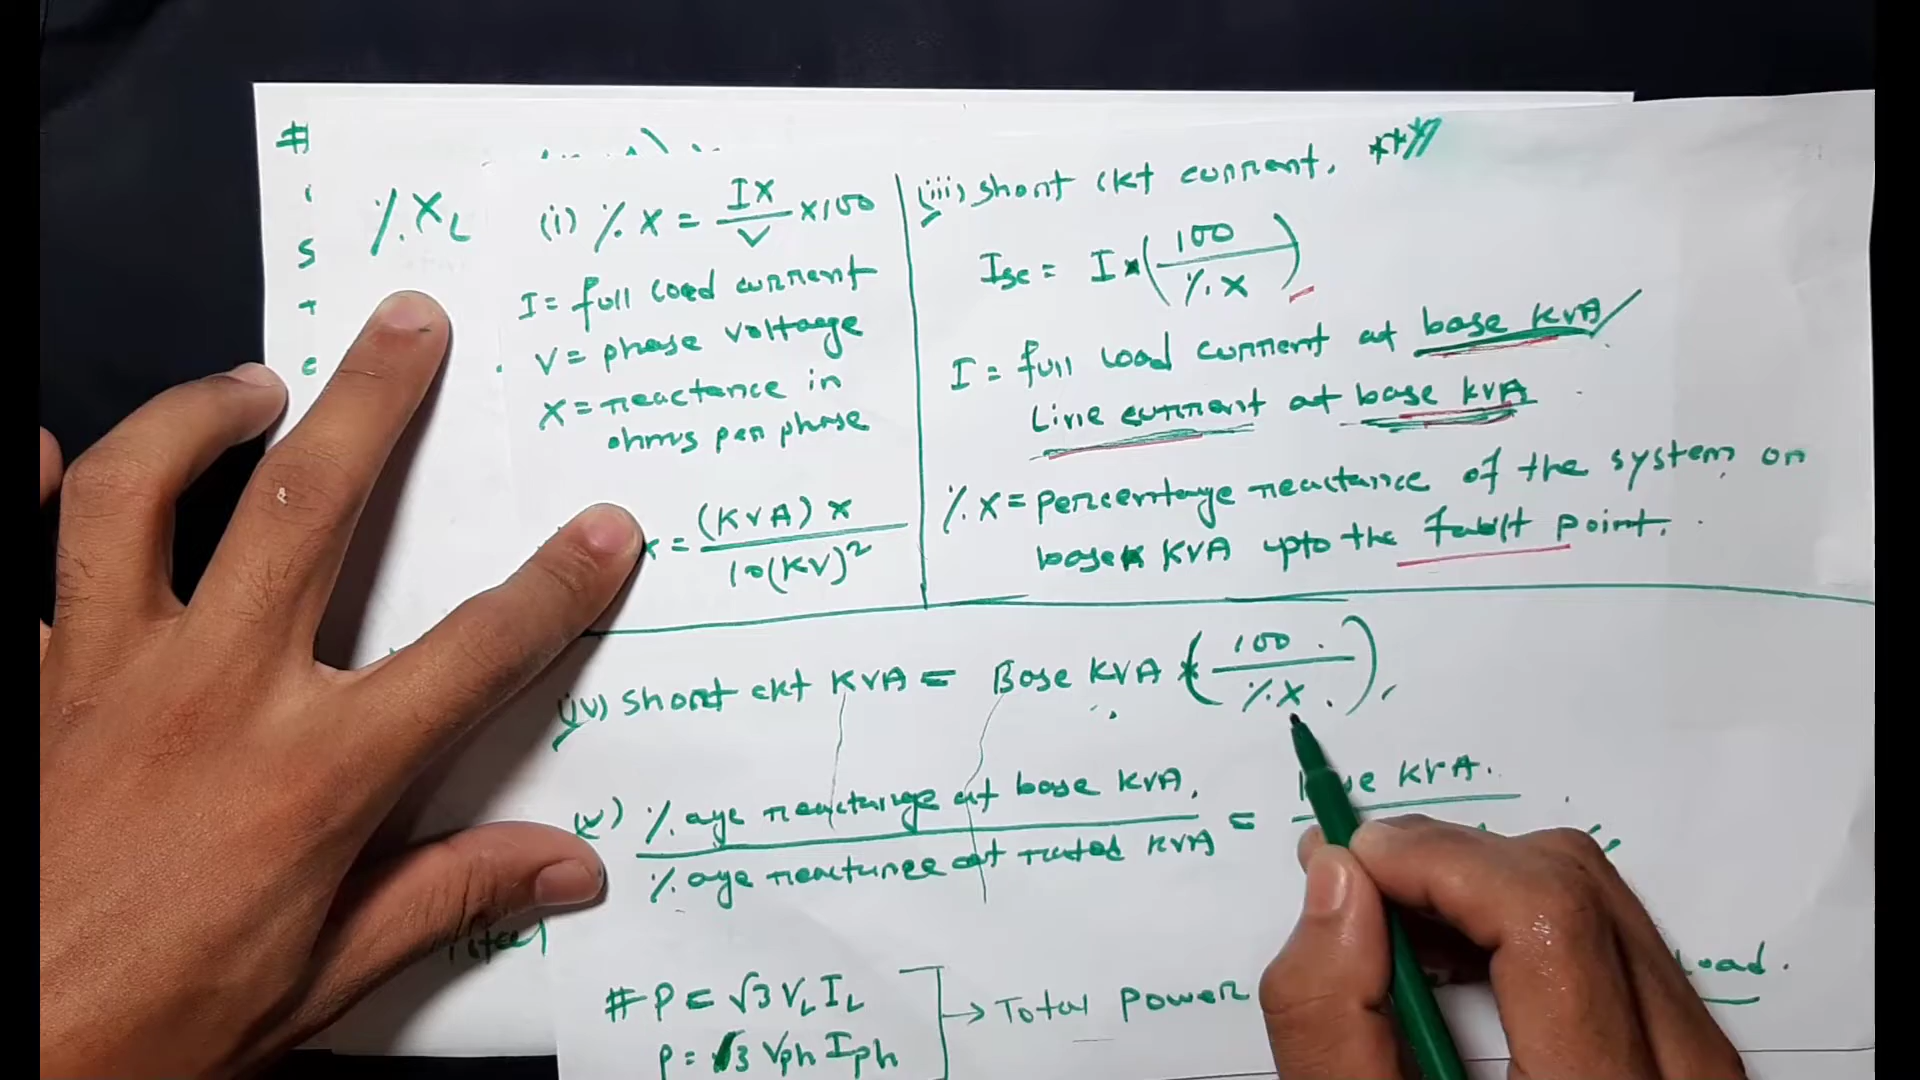 #
S
%XL
(i) %X = IX/V ×100
I = full load current
V = phase voltage
X = reactance in
ohms per phase
x = (KVA) X / 10(KV)²
(iii) Short ckt current. ***
Isc = I * (100 / %X)
I = full load current at base KVA
Line current at base KVA
%X = percentage reactance of the system on
base KVA upto the fault point.
(iv) Short ckt KVA = Base KVA * (100 / %X)
(v) %age reactance at base KVA. / %age reactance at rated KVA = KVA.
# P = √3 VL IL
P = 3 Vph Iph
→ Total power
Load.